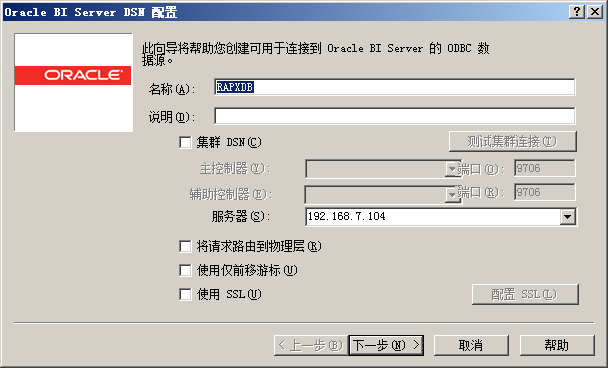 Oracle BI Server DSN 配置
ORACLE®
此向导将帮助您创建可用于连接到 Oracle BI Server 的 ODBC 数
据源。
名称(A): RAPXDB
说明(D):
集群 DSN(C) 测试集群连接(T)
主控制器(Y): 端口(O): 9706
辅助控制器(E): 端口(R): 9706
服务器(S): 192.168.7.104
将请求路由到物理层(R)
使用仅前移游标(U)
使用 SSL(U) 配置 SSL(L)
< 上一步(B) 下一步(N) > 取消 帮助